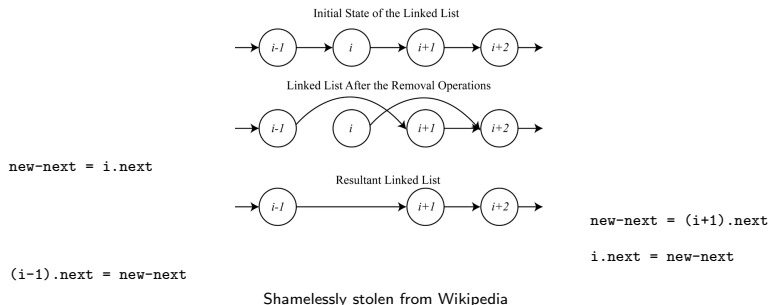 Initial State of the Linked List
i-1 i i+1 i+2
Linked List After the Removal Operations
i-1 i i+1 i+2
new-next = i.next
Resultant Linked List
i-1 i+1 i+2
new-next = (i+1).next
i.next = new-next
(i-1).next = new-next
Shamelessly stolen from Wikipedia